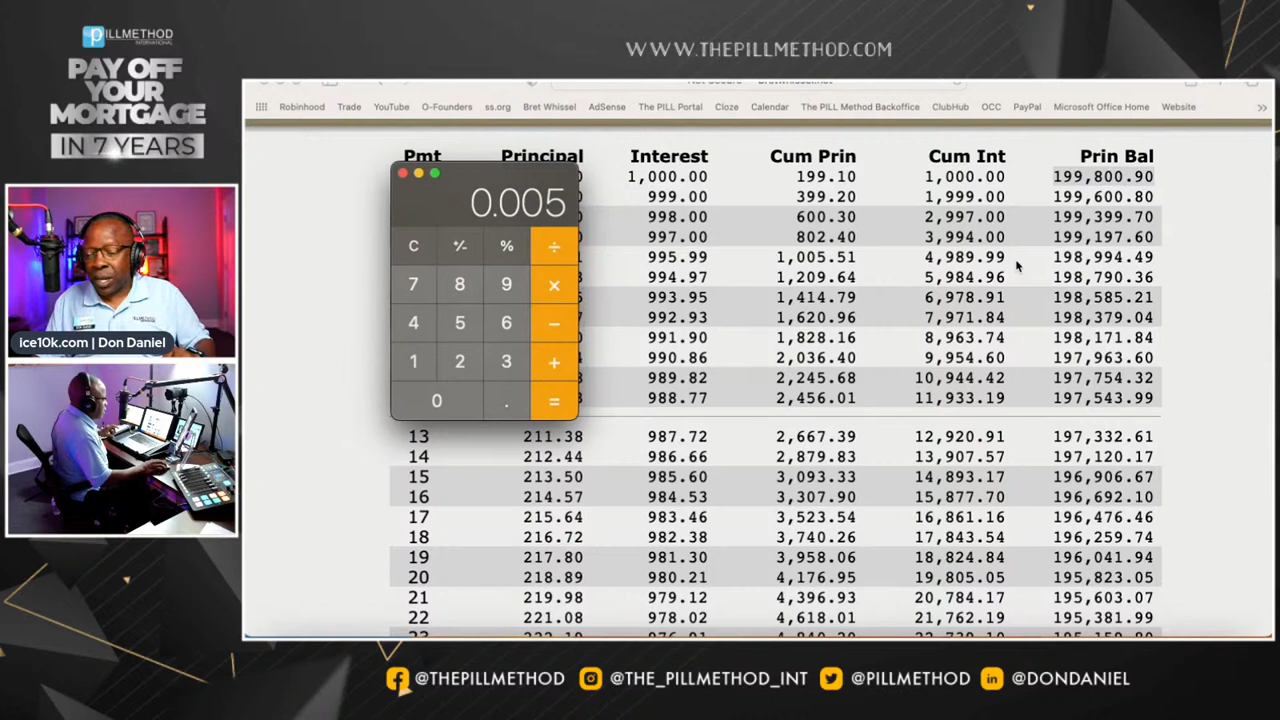 PILLMETHOD
INTERNATIONAL
PAY OFF
YOUR
MORTGAGE
IN 7 YEARS
WWW.THEPILLMETHOD.COM
Robinhood Trade YouTube O-Founders ss.org Bret Whissel AdSense The PILL Portal Cloze Calendar The PILL Method Backoffice ClubHub OCC PayPal Microsoft Office Home Website
Pmt Principal Interest Cum Prin Cum Int Prin Bal
1,000.00 199.10 1,000.00 199,800.90
999.00 399.20 1,999.00 199,600.80
998.00 600.30 2,997.00 199,399.70
997.00 802.40 3,994.00 199,197.60
995.99 1,005.51 4,989.99 198,994.49
994.97 1,209.64 5,984.96 198,790.36
993.95 1,414.79 6,978.91 198,585.21
992.93 1,620.96 7,971.84 198,379.04
991.90 1,828.16 8,963.74 198,171.84
990.86 2,036.40 9,954.60 197,963.60
989.82 2,245.68 10,944.42 197,754.32
988.77 2,456.01 11,933.19 197,543.99
13 211.38 987.72 2,667.39 12,920.91 197,332.61
14 212.44 986.66 2,879.83 13,907.57 197,120.17
15 213.50 985.60 3,093.33 14,893.17 196,906.67
16 214.57 984.53 3,307.90 15,877.70 196,692.10
17 215.64 983.46 3,523.54 16,861.16 196,476.46
18 216.72 982.38 3,740.26 17,843.54 196,259.74
19 217.80 981.30 3,958.06 18,824.84 196,041.94
20 218.89 980.21 4,176.95 19,805.05 195,823.05
21 219.98 979.12 4,396.93 20,784.17 195,603.07
22 221.08 978.02 4,618.01 21,762.19 195,381.99
0.005
C +/- % ÷
7 8 9 ×
4 5 6 −
1 2 3 +
0 . =
ice10k.com | Don Daniel
@THEPILLMETHOD @THE_PILLMETHOD_INT @PILLMETHOD @DONDANIEL